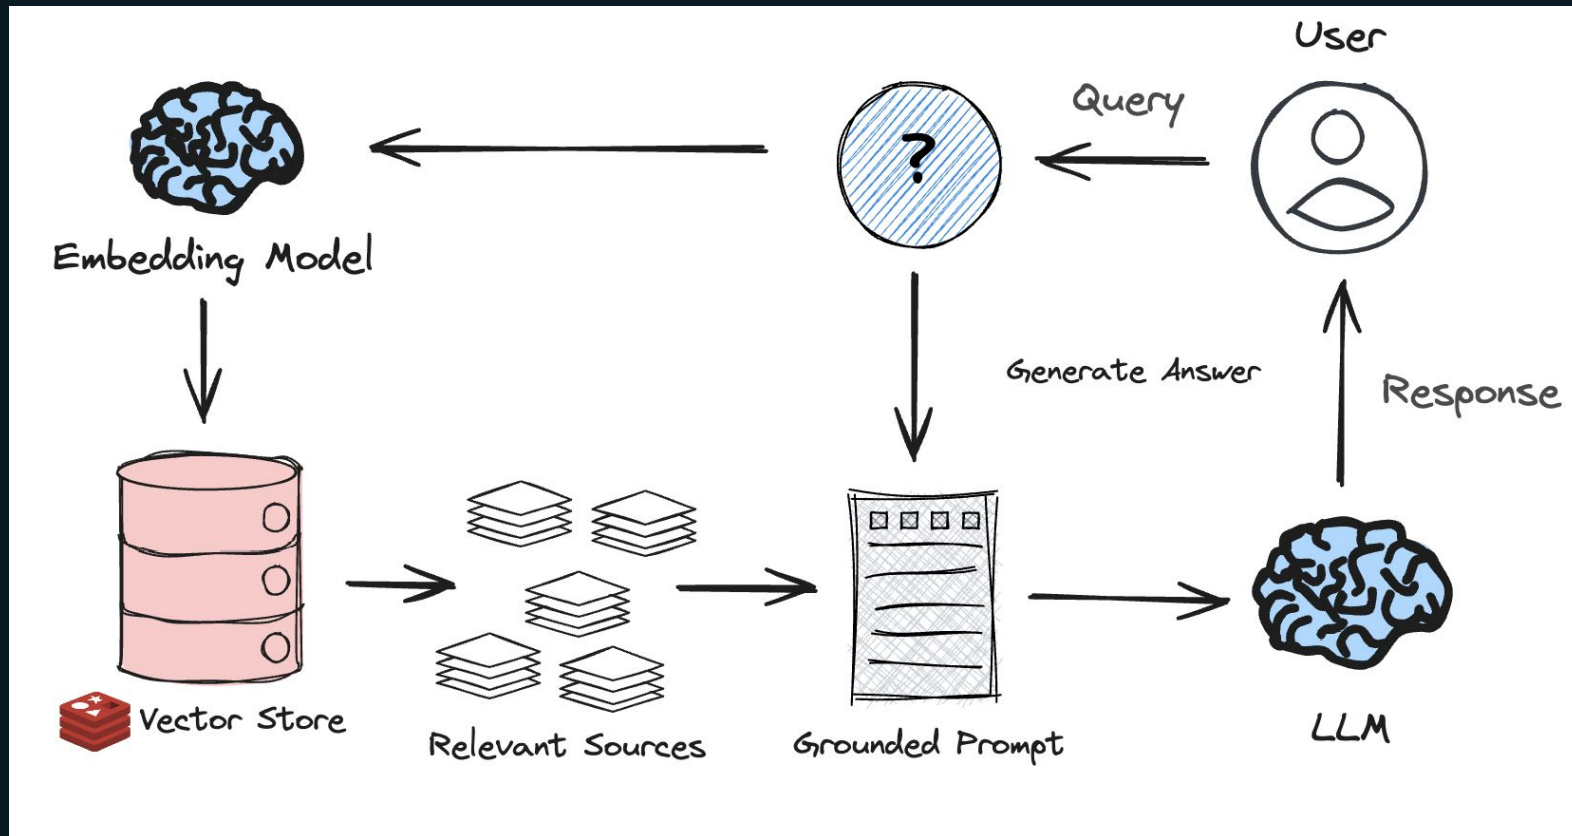 User
Query
?
Embedding Model
Generate Answer
Response
Vector Store
Relevant Sources
Grounded Prompt
LLM